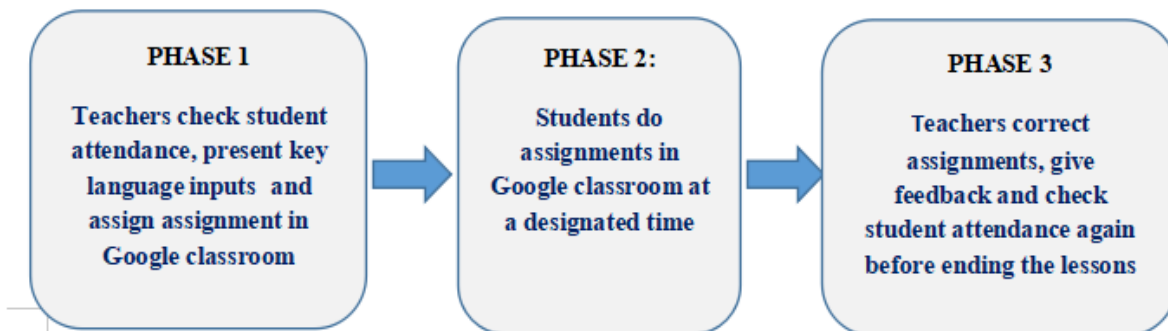 PHASE 1
Teachers check student
attendance, present key
language inputs and
assign assignment in
Google classroom
PHASE 2:
Students do
assignments in
Google classroom at
a designated time
PHASE 3
Teachers correct
assignments, give
feedback and check
student attendance again
before ending the lessons